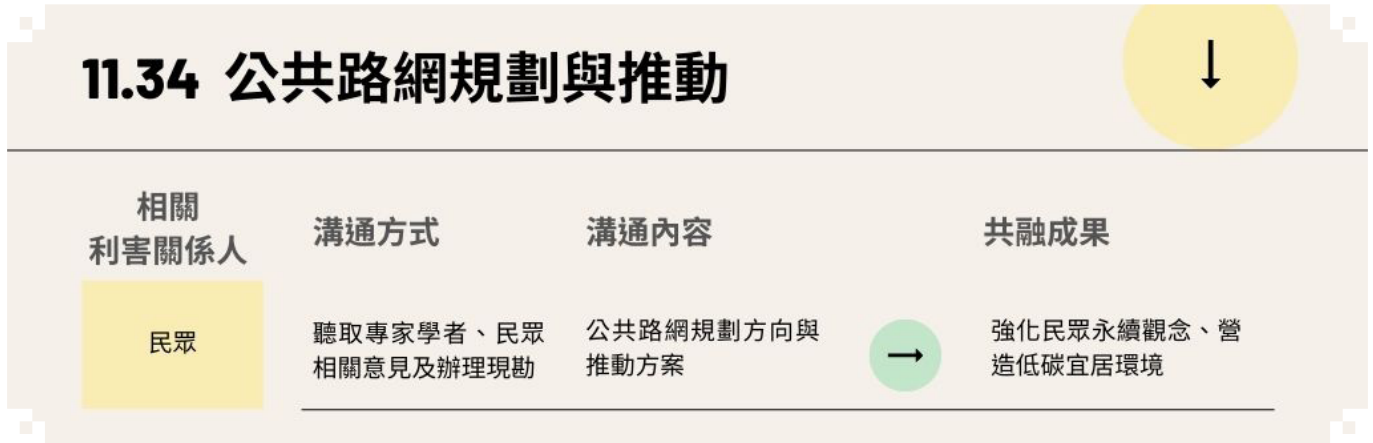 11.34 公共路網規劃與推動
相關
利害關係人
溝通方式
溝通內容
共融成果
民眾
聽取專家學者、民眾
相關意見及辦理現勘
公共路網規劃方向與
推動方案
強化民眾永續觀念、營
造低碳宜居環境